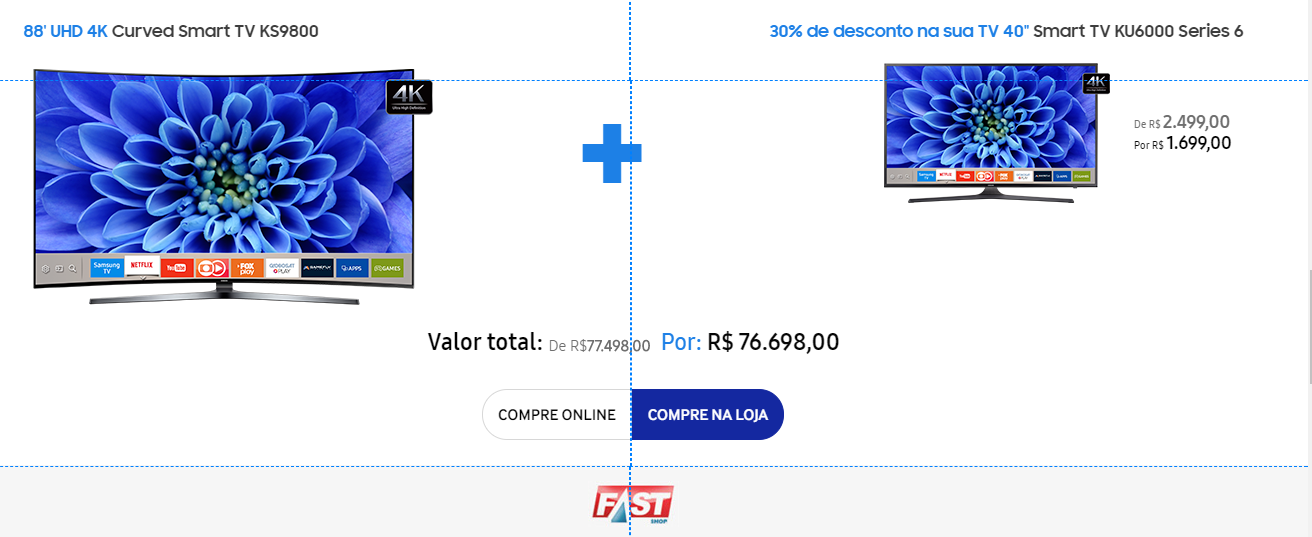 88' UHD 4K Curved Smart TV KS9800
30% de desconto na sua TV 40" Smart TV KU6000 Series 6
4K
Ultra High Definition
4K
De R$ 2.499,00
Por R$ 1.699,00
Samsung TV
NETFLIX
YouTube
FOX play
GLOBOSAT PLAY
GAMEFLY
APPS
GAMES
Valor total: De R$77.498,00 Por: R$ 76.698,00
COMPRE ONLINE
COMPRE NA LOJA
FAST
SHOP